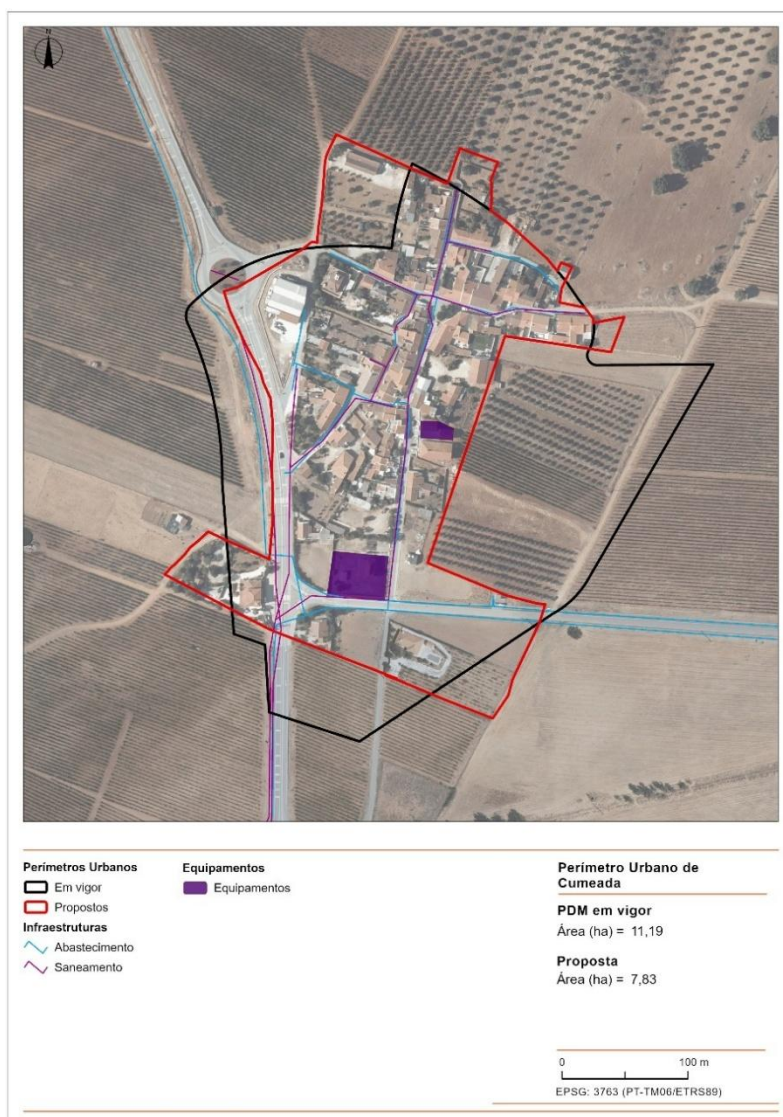 N
Perímetros Urbanos
Em vigor
Propostos
Infraestruturas
Abastecimento
Saneamento
Equipamentos
Equipamentos
Perímetro Urbano de
Cumeada
PDM em vigor
Área (ha) = 11,19
Proposta
Área (ha) = 7,83
0 100 m
EPSG: 3763 (PT-TM06/ETRS89)